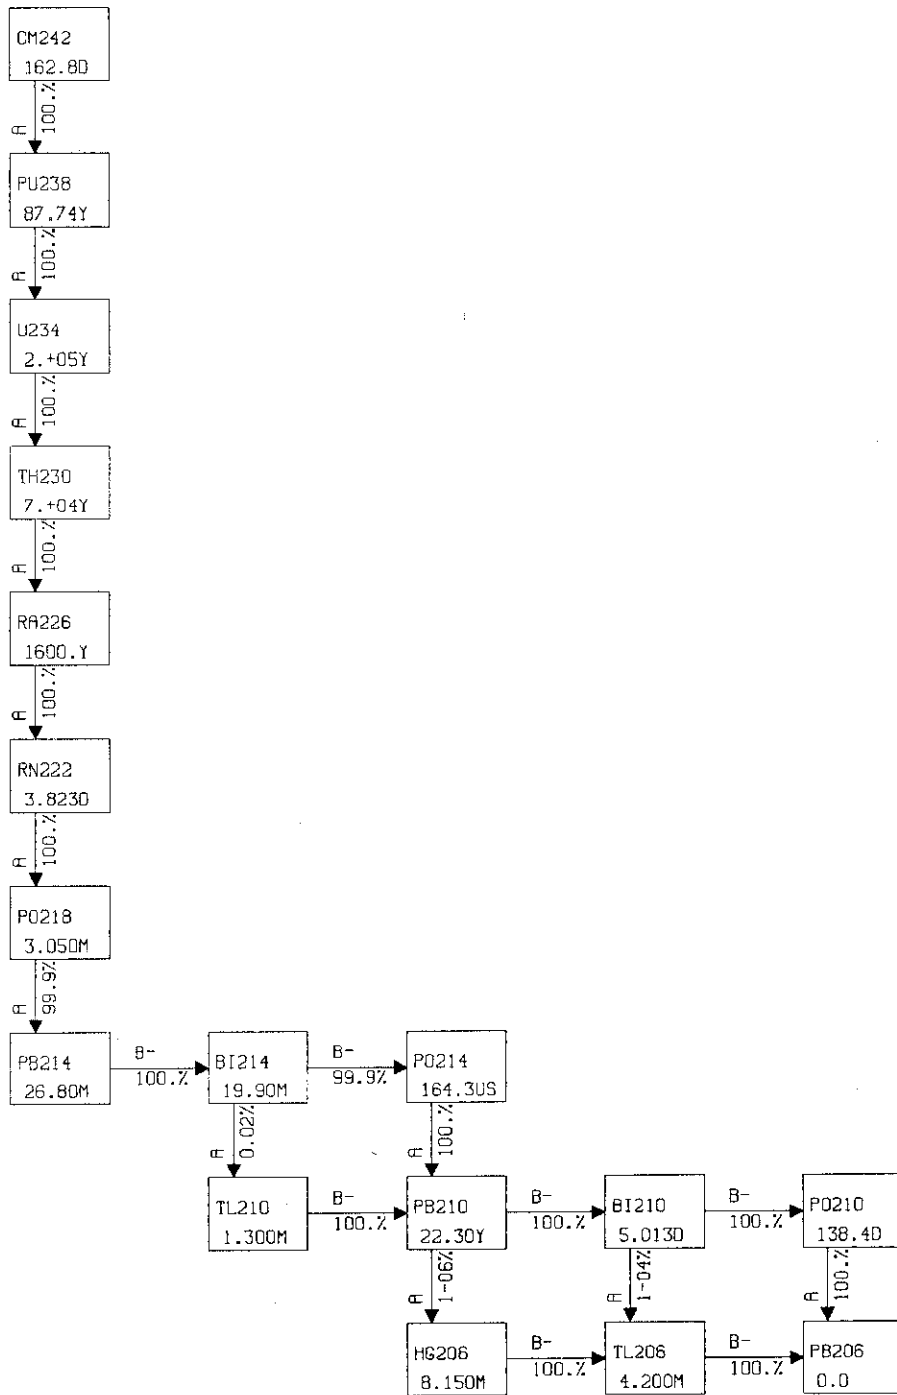 CM242
162.8D
A
100.%
PU238
87.74Y
A
100.%
U234
2.+05Y
A
100.%
TH230
7.+04Y
A
100.%
RA226
1600.Y
A
100.%
RN222
3.823D
A
100.%
PO218
3.050M
A
99.9%
PB214
26.80M
B-
100.%
BI214
19.90M
B-
99.9%
PO214
164.3US
A
0.02%
A
100.%
TL210
1.300M
B-
100.%
PB210
22.30Y
B-
100.%
BI210
5.013D
B-
100.%
PO210
138.4D
A
1-06%
A
1-04%
A
100.%
HG206
8.150M
B-
100.%
TL206
4.200M
B-
100.%
PB206
0.0